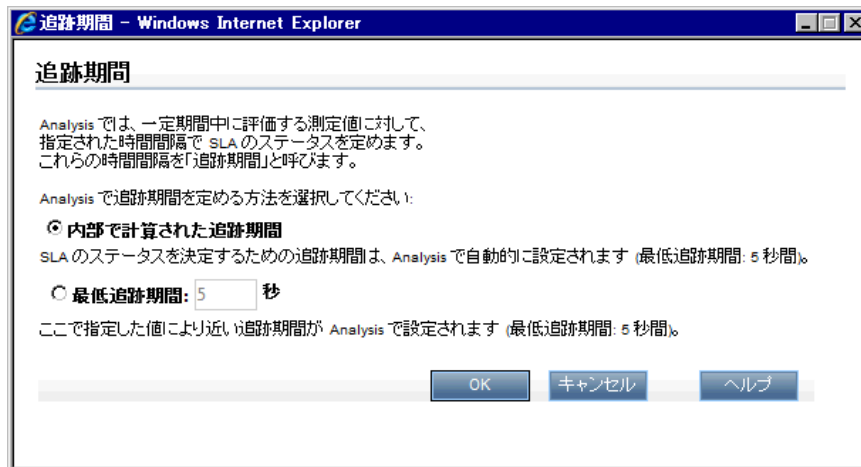 追跡期間 - Windows Internet Explorer
追跡期間
Analysis では、一定期間中に評価する測定値に対して、
指定された時間間隔で SLA のステータスを定めます。
これらの時間間隔を「追跡期間」と呼びます。
Analysis で追跡期間を定める方法を選択してください:
内部で計算された追跡期間
SLA のステータスを決定するための追跡期間は、Analysis で自動的に設定されます (最低追跡期間: 5 秒間)。
最低追跡期間: 5 秒
ここで指定した値により近い追跡期間が Analysis で設定されます (最低追跡期間: 5 秒間)。
OK キャンセル ヘルプ